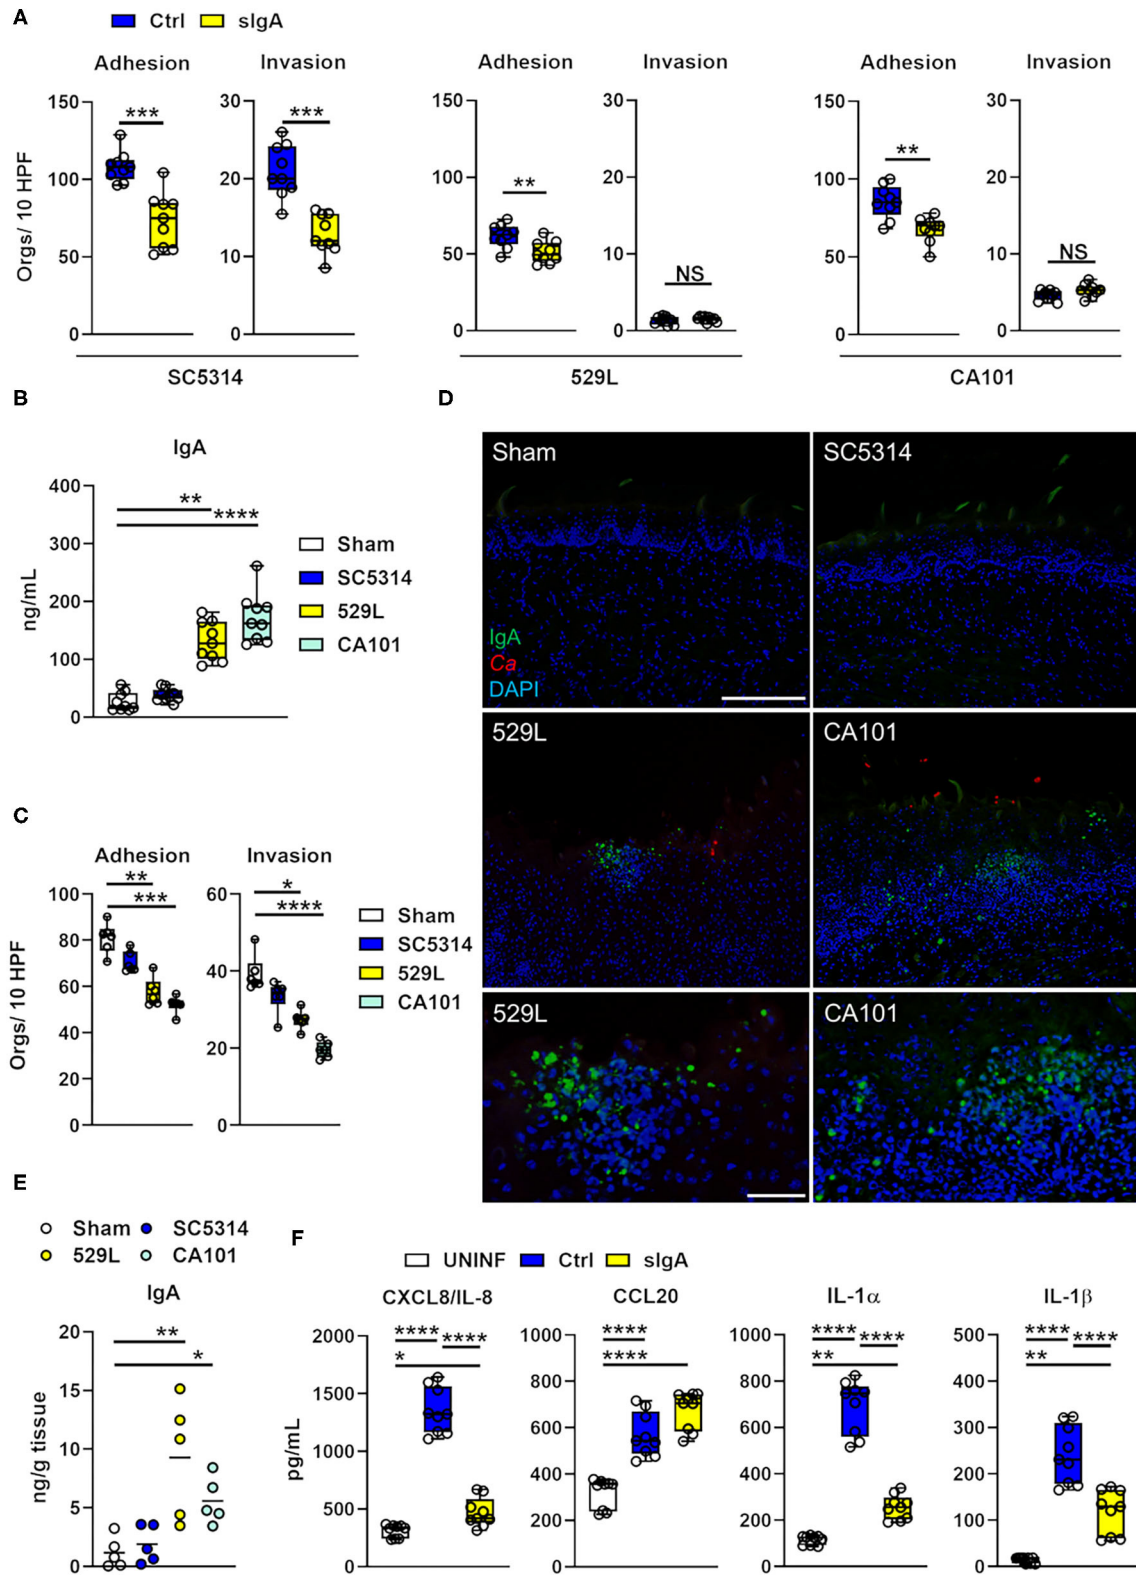 A
Ctrl sIgA
Adhesion Invasion Adhesion Invasion Adhesion Invasion
Orgs/ 10 HPF
150 100 50 0
***
30 20 10 0
***
150 100 50 0
**
30 20 10 0
NS
150 100 50 0
**
30 20 10 0
NS
SC5314 529L CA101
B
IgA
ng/mL
400 300 200 100 0
**
****
Sham
SC5314
529L
CA101
C
Adhesion Invasion
Orgs/ 10 HPF
100 80 60 40 20 0
**
***
60 40 20 0
*
****
Sham
SC5314
529L
CA101
D
Sham SC5314
IgA
Ca
DAPI
529L CA101
529L CA101
E
Sham SC5314
529L CA101
IgA
ng/g tissue
20 15 10 5 0
**
*
F
UNINF Ctrl sIgA
CXCL8/IL-8 CCL20 IL-1α IL-1β
pg/mL
2000 1500 1000 500 0
**** ****
*
1000 800 600 400 200 0
****
****
1000 800 600 400 200 0
**** ****
**
500 400 300 200 100 0
**** ****
**